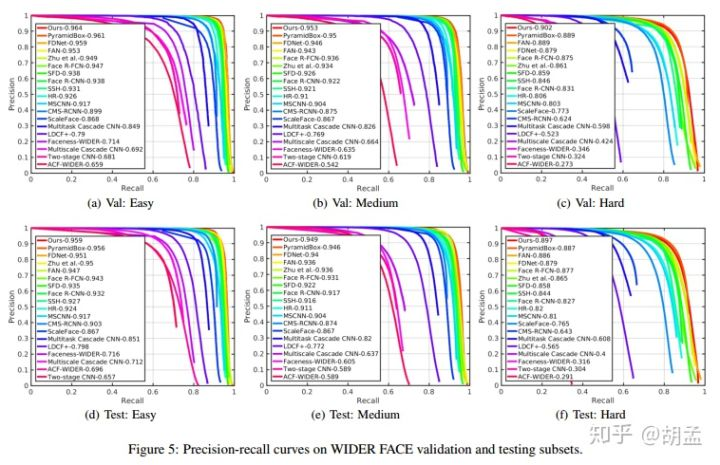 Ours-0.964
PyramidBox-0.961
FDNet-0.959
FAN-0.953
Zhu et al.-0.949
Face R-FCN-0.947
SFD-0.938
Face R-CNN-0.938
SSH-0.931
HR-0.926
MSCNN-0.917
CMS-RCNN-0.899
ScaleFace-0.868
Multitask Cascade CNN-0.849
LDCF+-0.79
Faceness-WIDER-0.714
Multiscale Cascade CNN-0.692
Two-stage CNN-0.681
ACF-WIDER-0.659
Precision
Recall
(a) Val: Easy
Ours-0.953
PyramidBox-0.95
FDNet-0.946
FAN-0.943
Face R-FCN-0.936
Zhu et al.-0.934
SFD-0.926
Face R-CNN-0.922
SSH-0.921
HR-0.91
MSCNN-0.904
CMS-RCNN-0.875
ScaleFace-0.867
Multitask Cascade CNN-0.826
LDCF+-0.769
Multiscale Cascade CNN-0.664
Faceness-WIDER-0.635
Two-stage CNN-0.619
ACF-WIDER-0.542
Precision
Recall
(b) Val: Medium
Ours-0.902
PyramidBox-0.889
FAN-0.889
FDNet-0.879
Face R-FCN-0.875
Zhu et al.-0.861
SFD-0.859
SSH-0.846
Face R-CNN-0.831
HR-0.806
MSCNN-0.803
ScaleFace-0.773
CMS-RCNN-0.624
Multitask Cascade CNN-0.598
LDCF+-0.523
Multiscale Cascade CNN-0.424
Faceness-WIDER-0.346
Two-stage CNN-0.324
ACF-WIDER-0.273
Precision
Recall
(c) Val: Hard
Ours-0.959
PyramidBox-0.956
FDNet-0.951
Zhu et al.-0.95
FAN-0.947
Face R-FCN-0.943
SFD-0.935
Face R-CNN-0.932
SSH-0.927
HR-0.924
MSCNN-0.917
CMS-RCNN-0.903
ScaleFace-0.867
Multitask Cascade CNN-0.851
LDCF+-0.798
Faceness-WIDER-0.716
Multiscale Cascade CNN-0.712
ACF-WIDER-0.696
Two-stage CNN-0.657
Precision
Recall
(d) Test: Easy
Ours-0.949
PyramidBox-0.946
FDNet-0.94
FAN-0.936
Zhu et al.-0.936
Face R-FCN-0.931
SFD-0.922
Face R-CNN-0.917
SSH-0.916
HR-0.911
MSCNN-0.904
CMS-RCNN-0.874
ScaleFace-0.867
Multitask Cascade CNN-0.82
LDCF+-0.772
Multiscale Cascade CNN-0.637
Faceness-WIDER-0.605
Two-stage CNN-0.589
ACF-WIDER-0.589
Precision
Recall
(e) Test: Medium
Ours-0.897
PyramidBox-0.887
FAN-0.886
FDNet-0.879
Face R-FCN-0.877
Zhu et al.-0.865
SFD-0.858
SSH-0.844
Face R-CNN-0.827
HR-0.82
MSCNN-0.81
ScaleFace-0.765
CMS-RCNN-0.643
Multitask Cascade CNN-0.608
LDCF+-0.565
Multiscale Cascade CNN-0.4
Faceness-WIDER-0.316
Two-stage CNN-0.304
ACF-WIDER-0.291
Precision
Recall
(f) Test: Hard
知乎 @胡孟
Figure 5: Precision-recall curves on WIDER FACE validation and testing subsets.